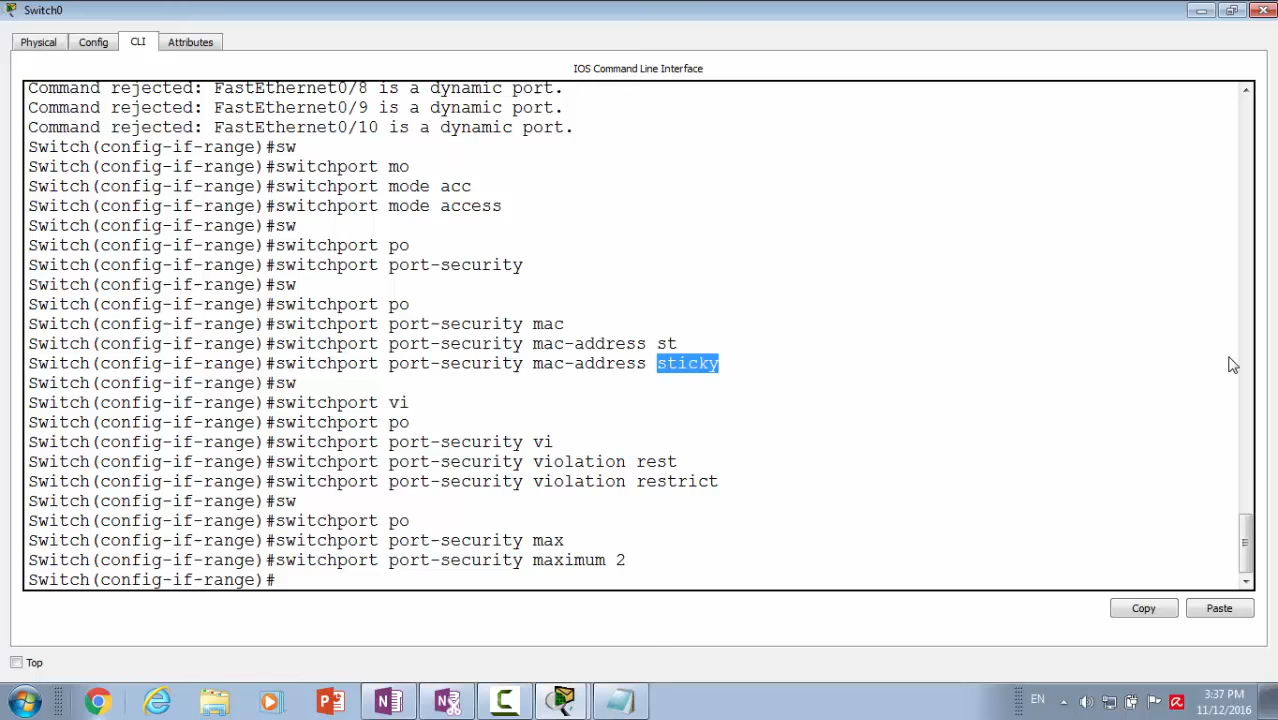 Switch0
Physical Config CLI Attributes
IOS Command Line Interface
Command rejected: FastEthernet0/8 is a dynamic port.
Command rejected: FastEthernet0/9 is a dynamic port.
Command rejected: FastEthernet0/10 is a dynamic port.
Switch(config-if-range)#sw
Switch(config-if-range)#switchport mo
Switch(config-if-range)#switchport mode acc
Switch(config-if-range)#switchport mode access
Switch(config-if-range)#sw
Switch(config-if-range)#switchport po
Switch(config-if-range)#switchport port-security
Switch(config-if-range)#sw
Switch(config-if-range)#switchport po
Switch(config-if-range)#switchport port-security mac
Switch(config-if-range)#switchport port-security mac-address st
Switch(config-if-range)#switchport port-security mac-address sticky
Switch(config-if-range)#sw
Switch(config-if-range)#switchport vi
Switch(config-if-range)#switchport po
Switch(config-if-range)#switchport port-security vi
Switch(config-if-range)#switchport port-security violation rest
Switch(config-if-range)#switchport port-security violation restrict
Switch(config-if-range)#sw
Switch(config-if-range)#switchport po
Switch(config-if-range)#switchport port-security max
Switch(config-if-range)#switchport port-security maximum 2
Switch(config-if-range)#
Copy Paste
Top
EN 3:37 PM
11/12/2016